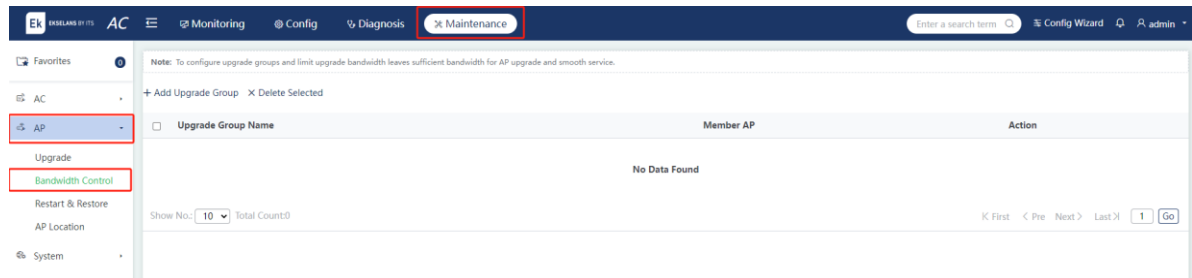 Ek EKSELANS BY ITS AC Monitoring Config Diagnosis Maintenance Enter a search term Config Wizard admin
Favorites 0
Note: To configure upgrade groups and limit upgrade bandwidth leaves sufficient bandwidth for AP upgrade and smooth service.
AC
+ Add Upgrade Group X Delete Selected
AP
Upgrade Group Name Member AP Action
Upgrade
No Data Found
Bandwidth Control
Restart & Restore
Show No.: 10 Total Count:0 First Pre Next Last 1 Go
AP Location
System